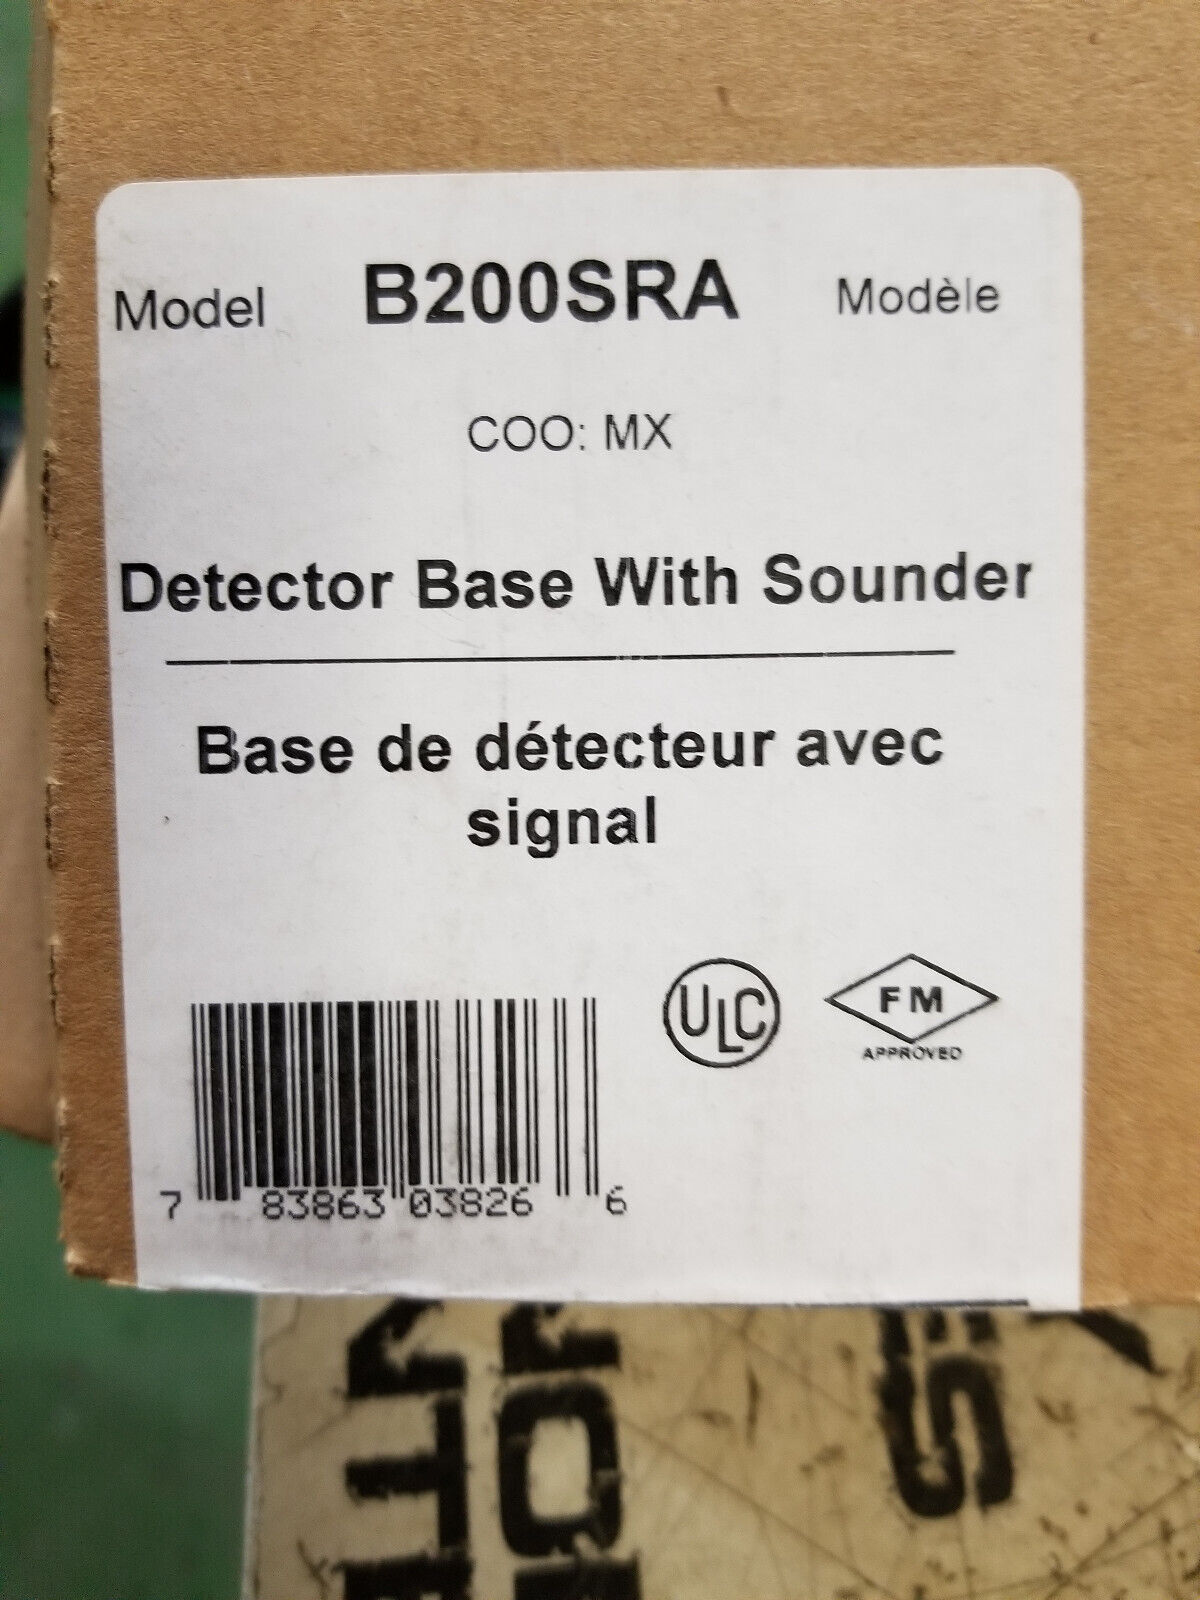 Model B200SRA Modèle
COO: MX
Detector Base With Sounder
Base de détecteur avec
signal
ULC FM
APPROVED
7 83863 03826 6